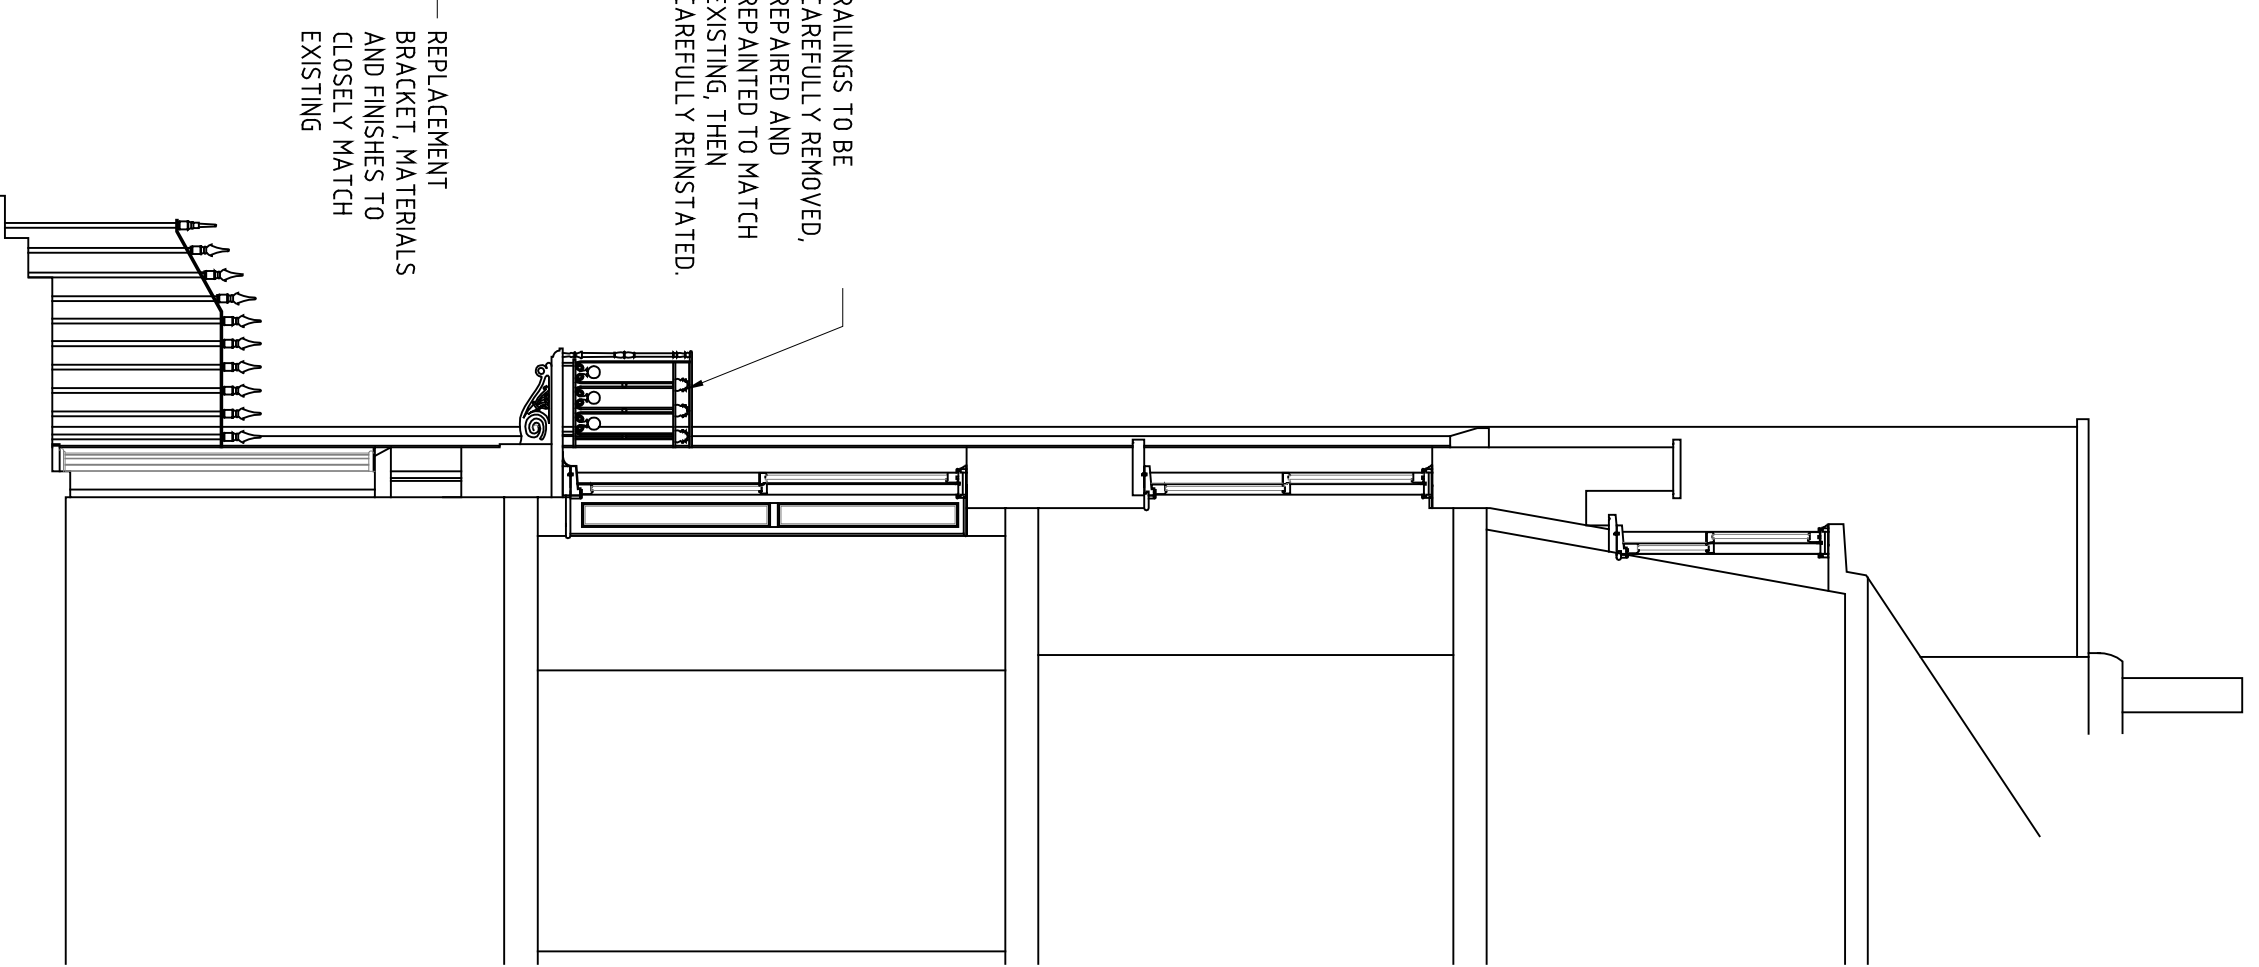 RAILINGS TO BE
CAREFULLY REMOVED,
REPAIRED AND
REPAINTED TO MATCH
EXISTING, THEN
CAREFULLY REINSTATED.
REPLACEMENT
BRACKET, MATERIALS
AND FINISHES TO
CLOSELY MATCH
EXISTING